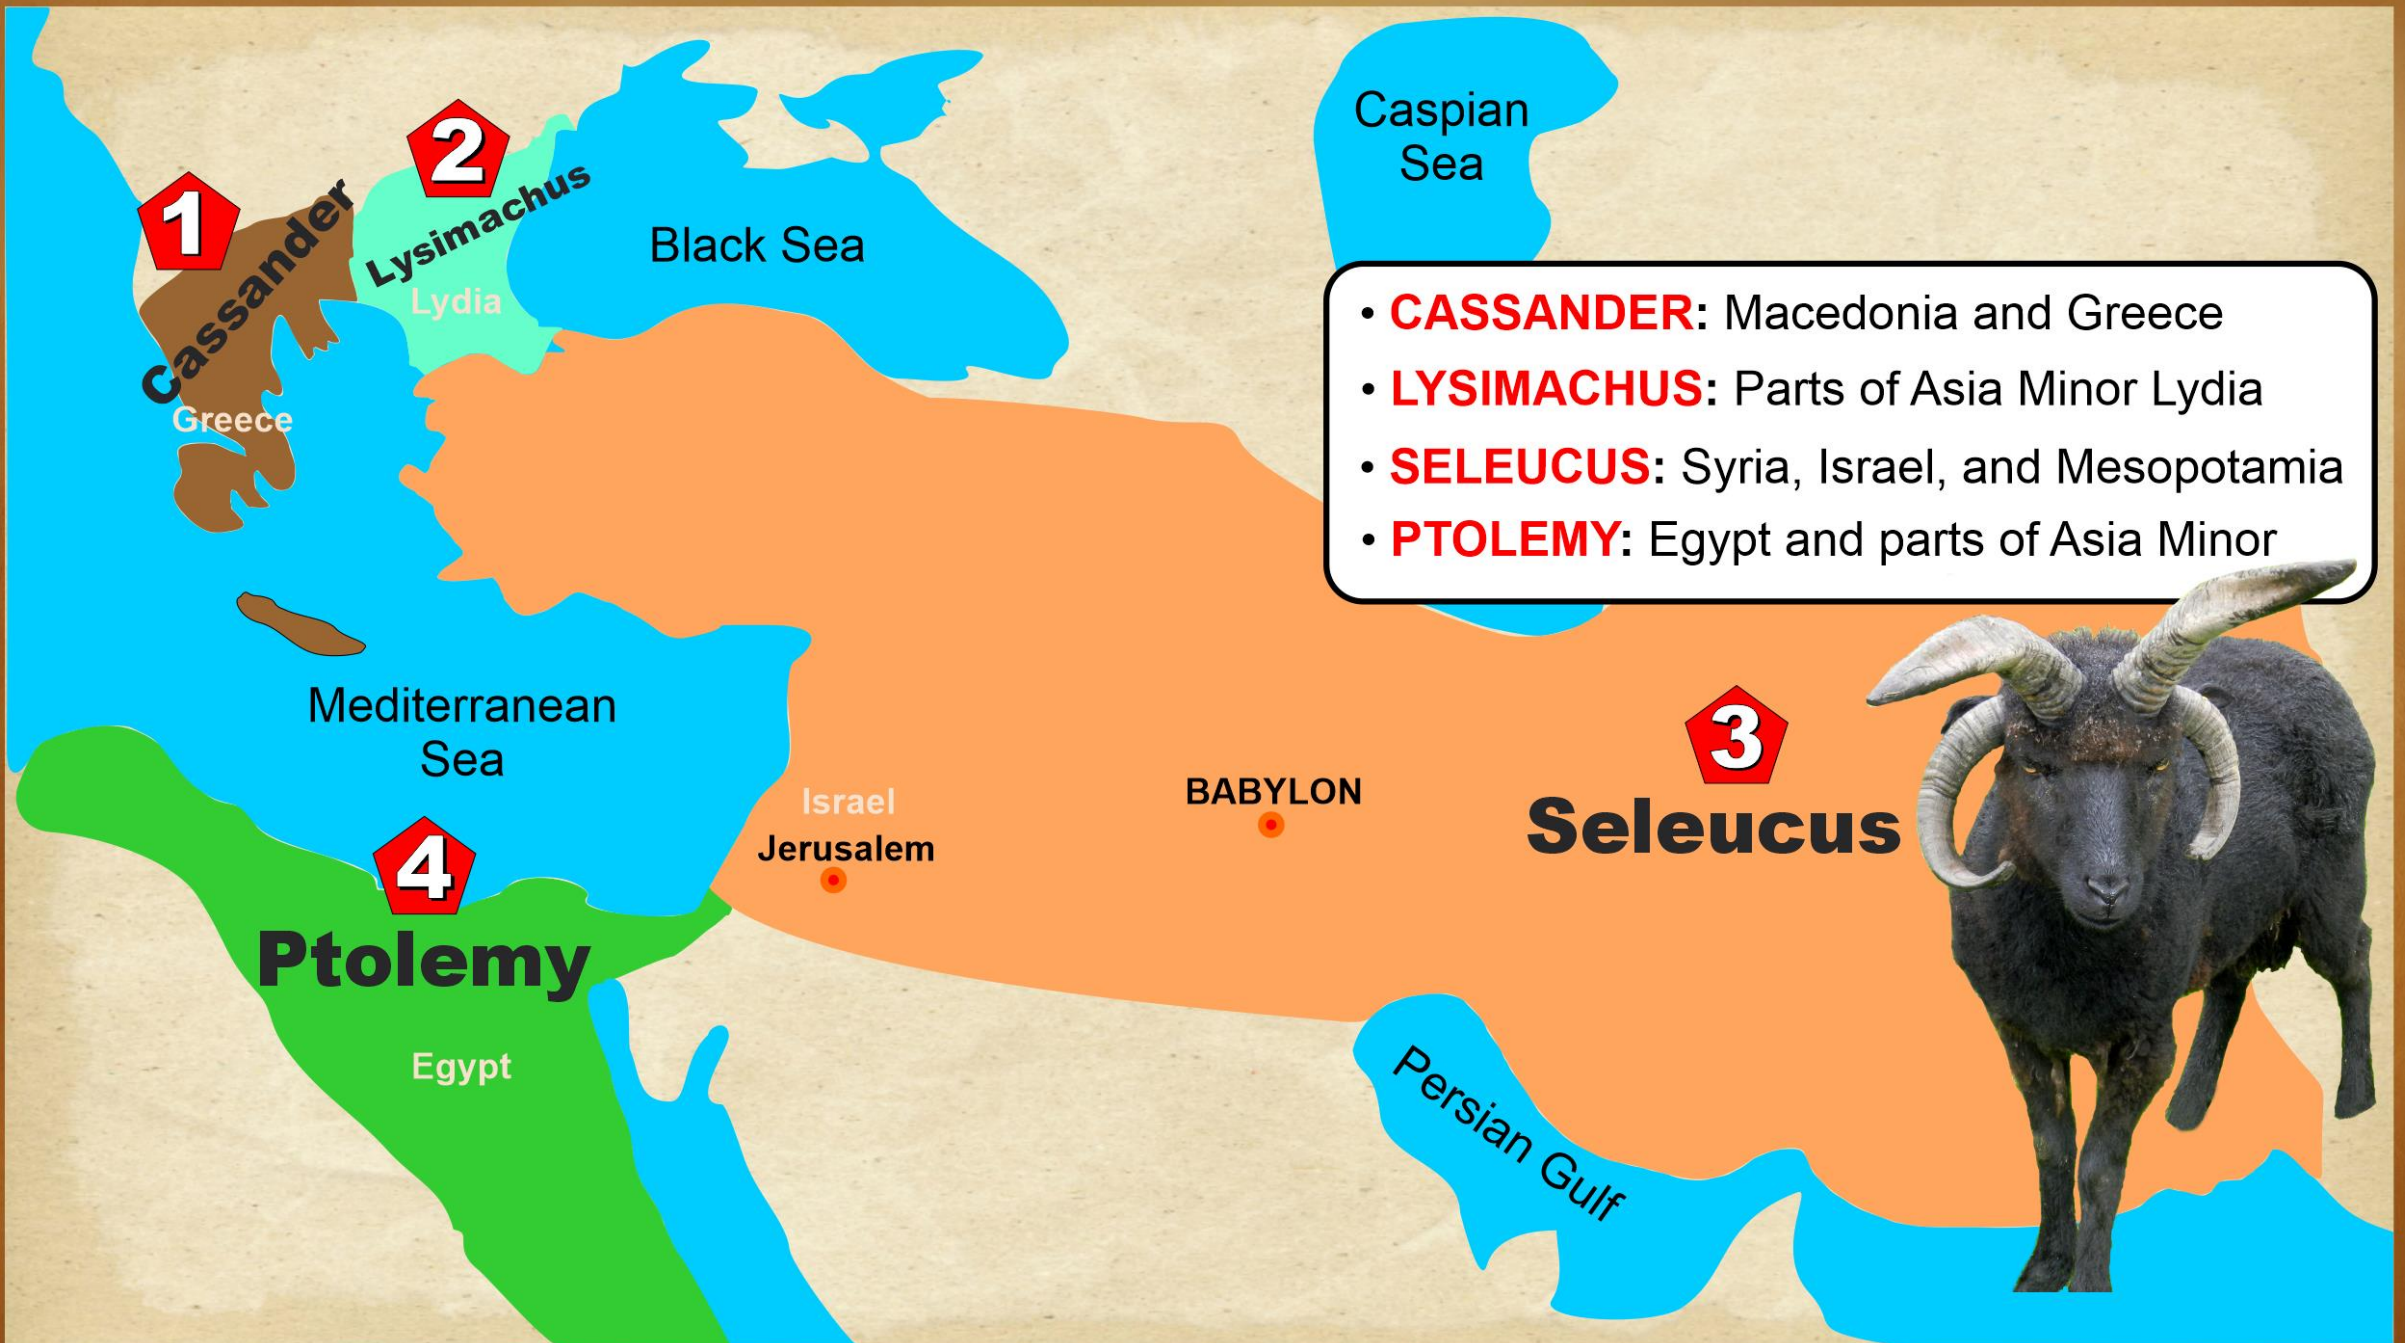 1
Cassander
Greece
2
Lysimachus
Lydia
Black Sea
Caspian
Sea
• CASSANDER: Macedonia and Greece
• LYSIMACHUS: Parts of Asia Minor Lydia
• SELEUCUS: Syria, Israel, and Mesopotamia
• PTOLEMY: Egypt and parts of Asia Minor
Mediterranean
Sea
Israel
Jerusalem
BABYLON
3
Seleucus
4
Ptolemy
Egypt
Persian Gulf